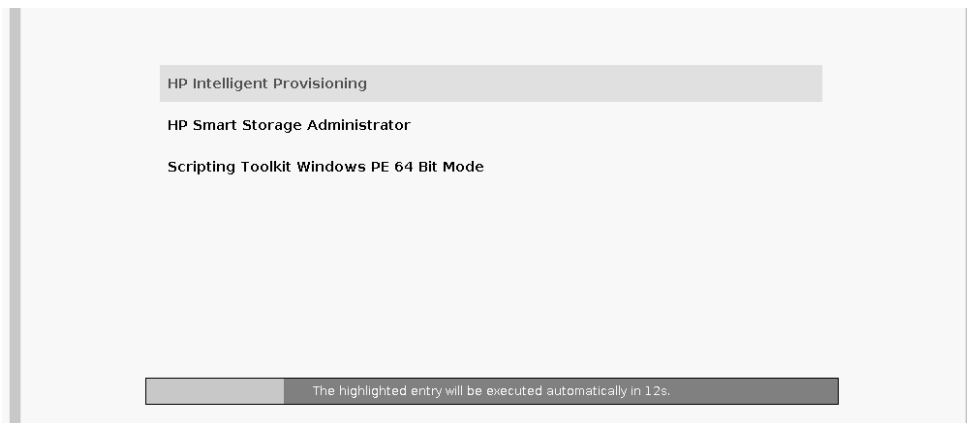 HP Intelligent Provisioning
HP Smart Storage Administrator
Scripting Toolkit Windows PE 64 Bit Mode
The highlighted entry will be executed automatically in 12s.